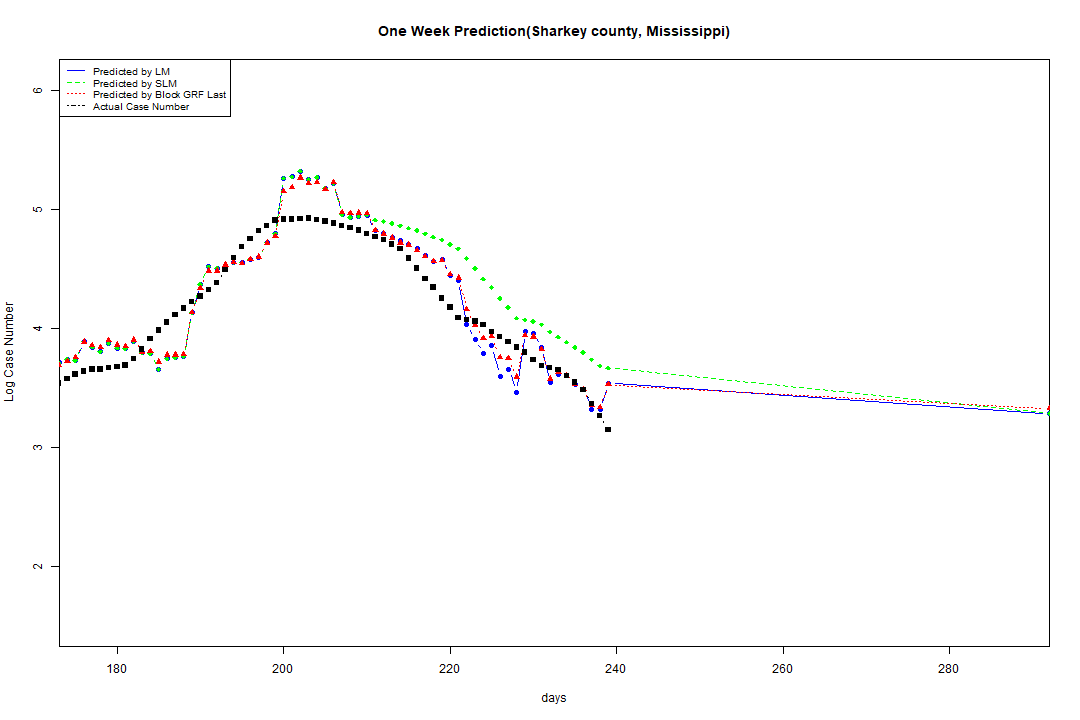 One Week Prediction(Sharkey county, Mississippi)
Predicted by LM
Predicted by SLM
Predicted by Block GRF Last
Actual Case Number
6
5
4
3
2
Log Case Number
180 200 220 240 260 280
days